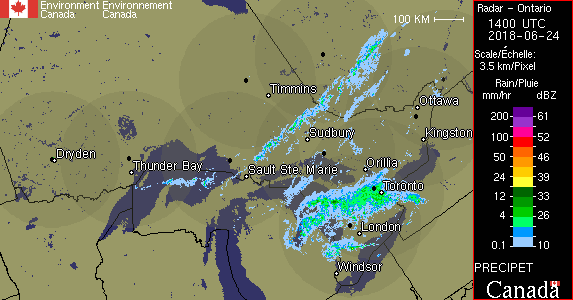 Environment Environnement
Canada Canada
100 KM
Timmins
Ottawa
Sudbury
Kingston
Dryden
Thunder Bay
Sault Ste. Marie
Orillia
Toronto
London
Windsor
Radar - Ontario
1400 UTC
2018-06-24
Scale/Échelle:
3.5 km/Pixel
Rain/Pluie
mm/hr dBZ
200 61
100 52
50 46
24 39
12 33
4 26
0.1 10
PRECIPET
Canada